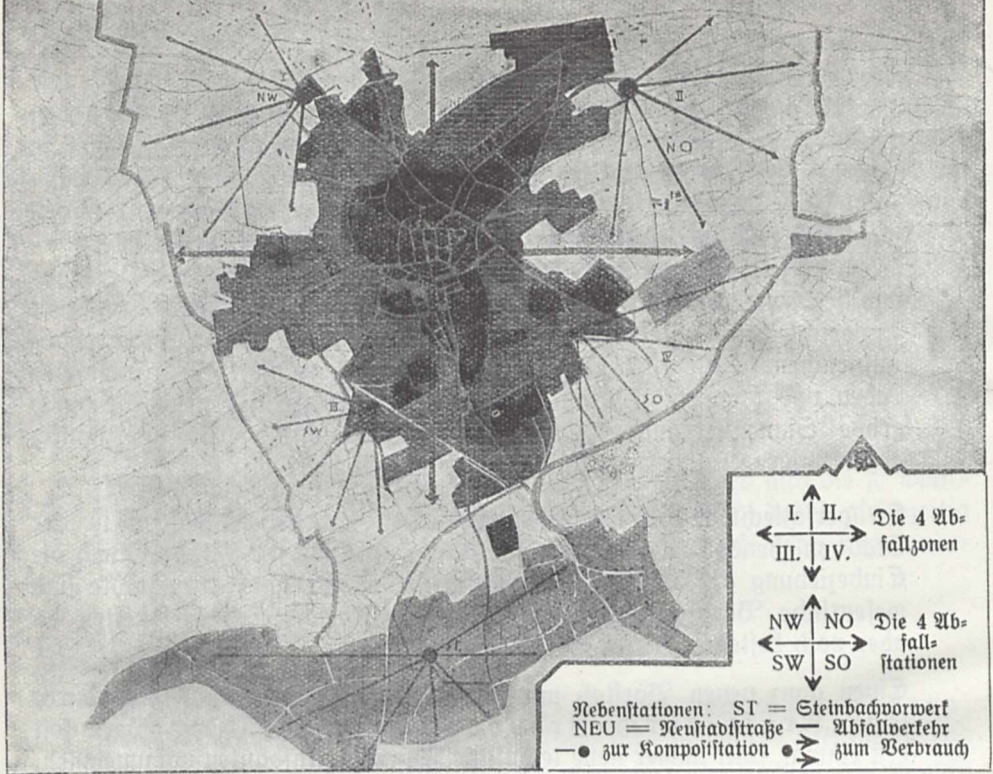 NW
II
NO
IV
SO
III
SW
ST.
I. II. Die 4 Ab=
III. IV. fallzonen
NW NO Die 4 Ab=
fall=
SW SO stationen
Nebenstationen: ST = Steinbachvorwerk
NEU = Neustadtstraße — Abfallverkehr
—● zur Kompoststation ●→ zum Verbrauch